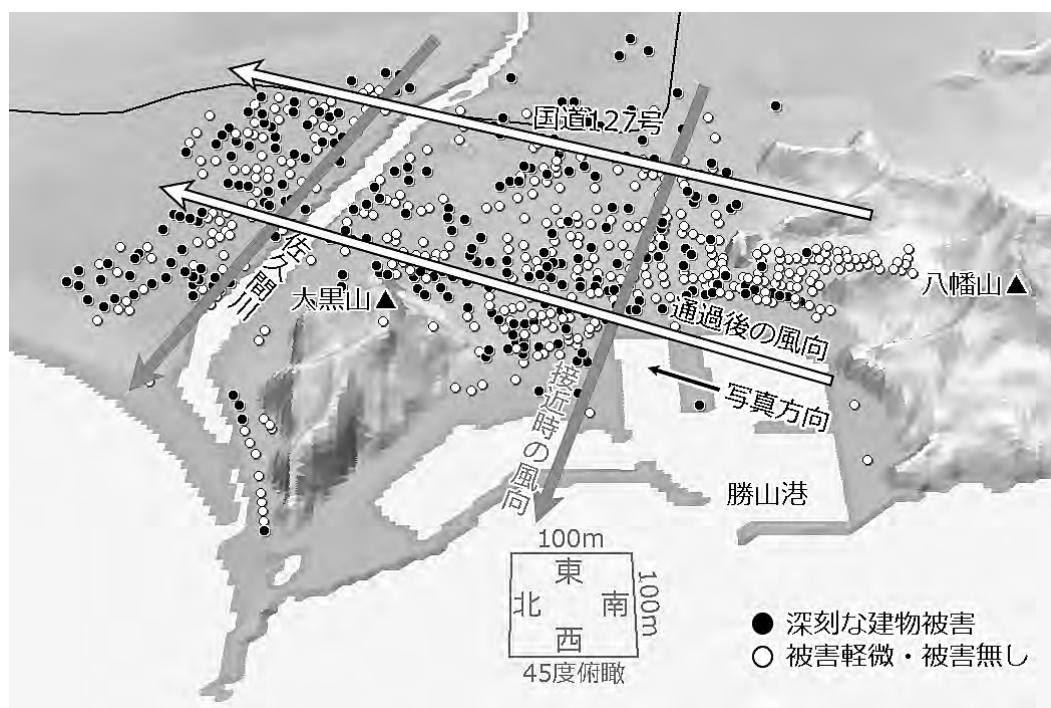 国道127号
佐久間川
大黒山▲
八幡山▲
通過後の風向
写真方向
接近時の風向
勝山港
100m
100m
東
北 南
西
45度俯瞰
● 深刻な建物被害
○ 被害軽微・被害無し